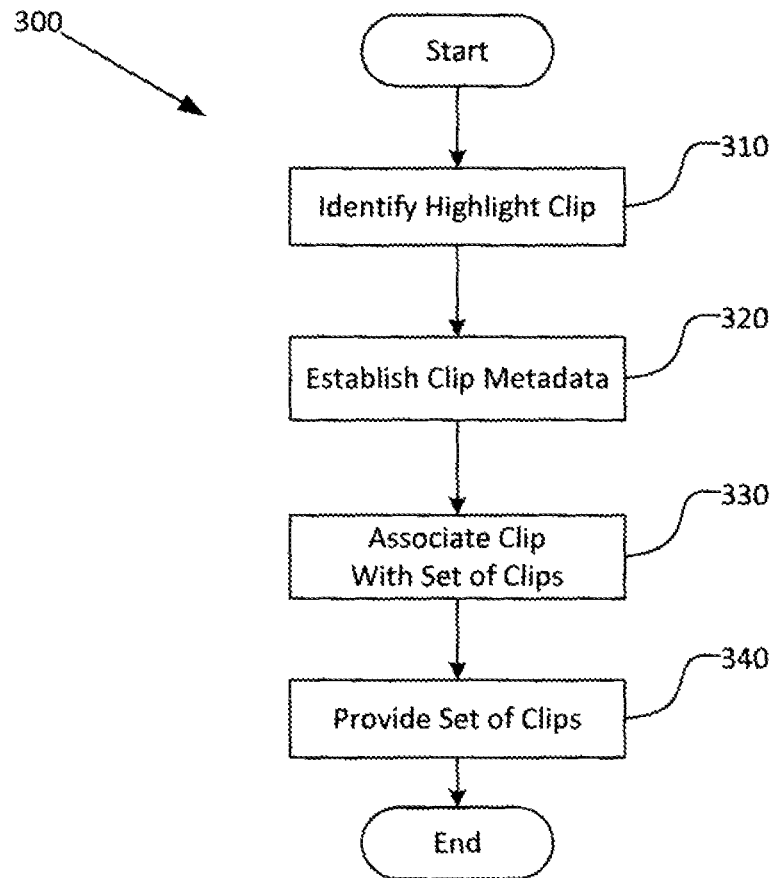 300
Start
310
Identify Highlight Clip
320
Establish Clip Metadata
330
Associate Clip
With Set of Clips
340
Provide Set of Clips
End